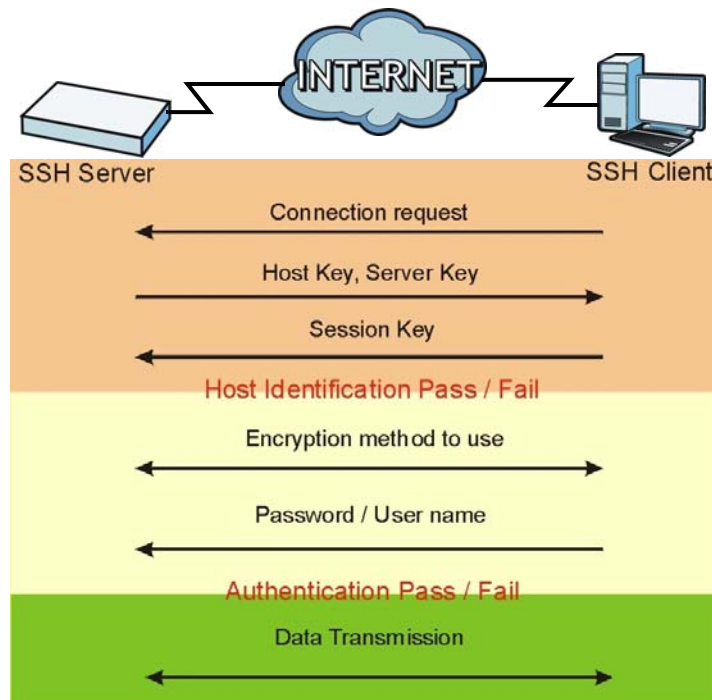 INTERNET
SSH Server
SSH Client
Connection request
Host Key, Server Key
Session Key
Host Identification Pass / Fail
Encryption method to use
Password / User name
Authentication Pass / Fail
Data Transmission